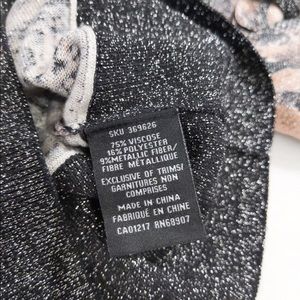 SKU 369626
75% VISCOSE
16% POLYESTER
9% METALLIC FIBER/
FIBRE MÉTALLIQUE
EXCLUSIVE OF TRIMS/
GARNITURES NON
COMPRISES
MADE IN CHINA
FABRIQUÉ EN CHINE
CA01217 RN68907